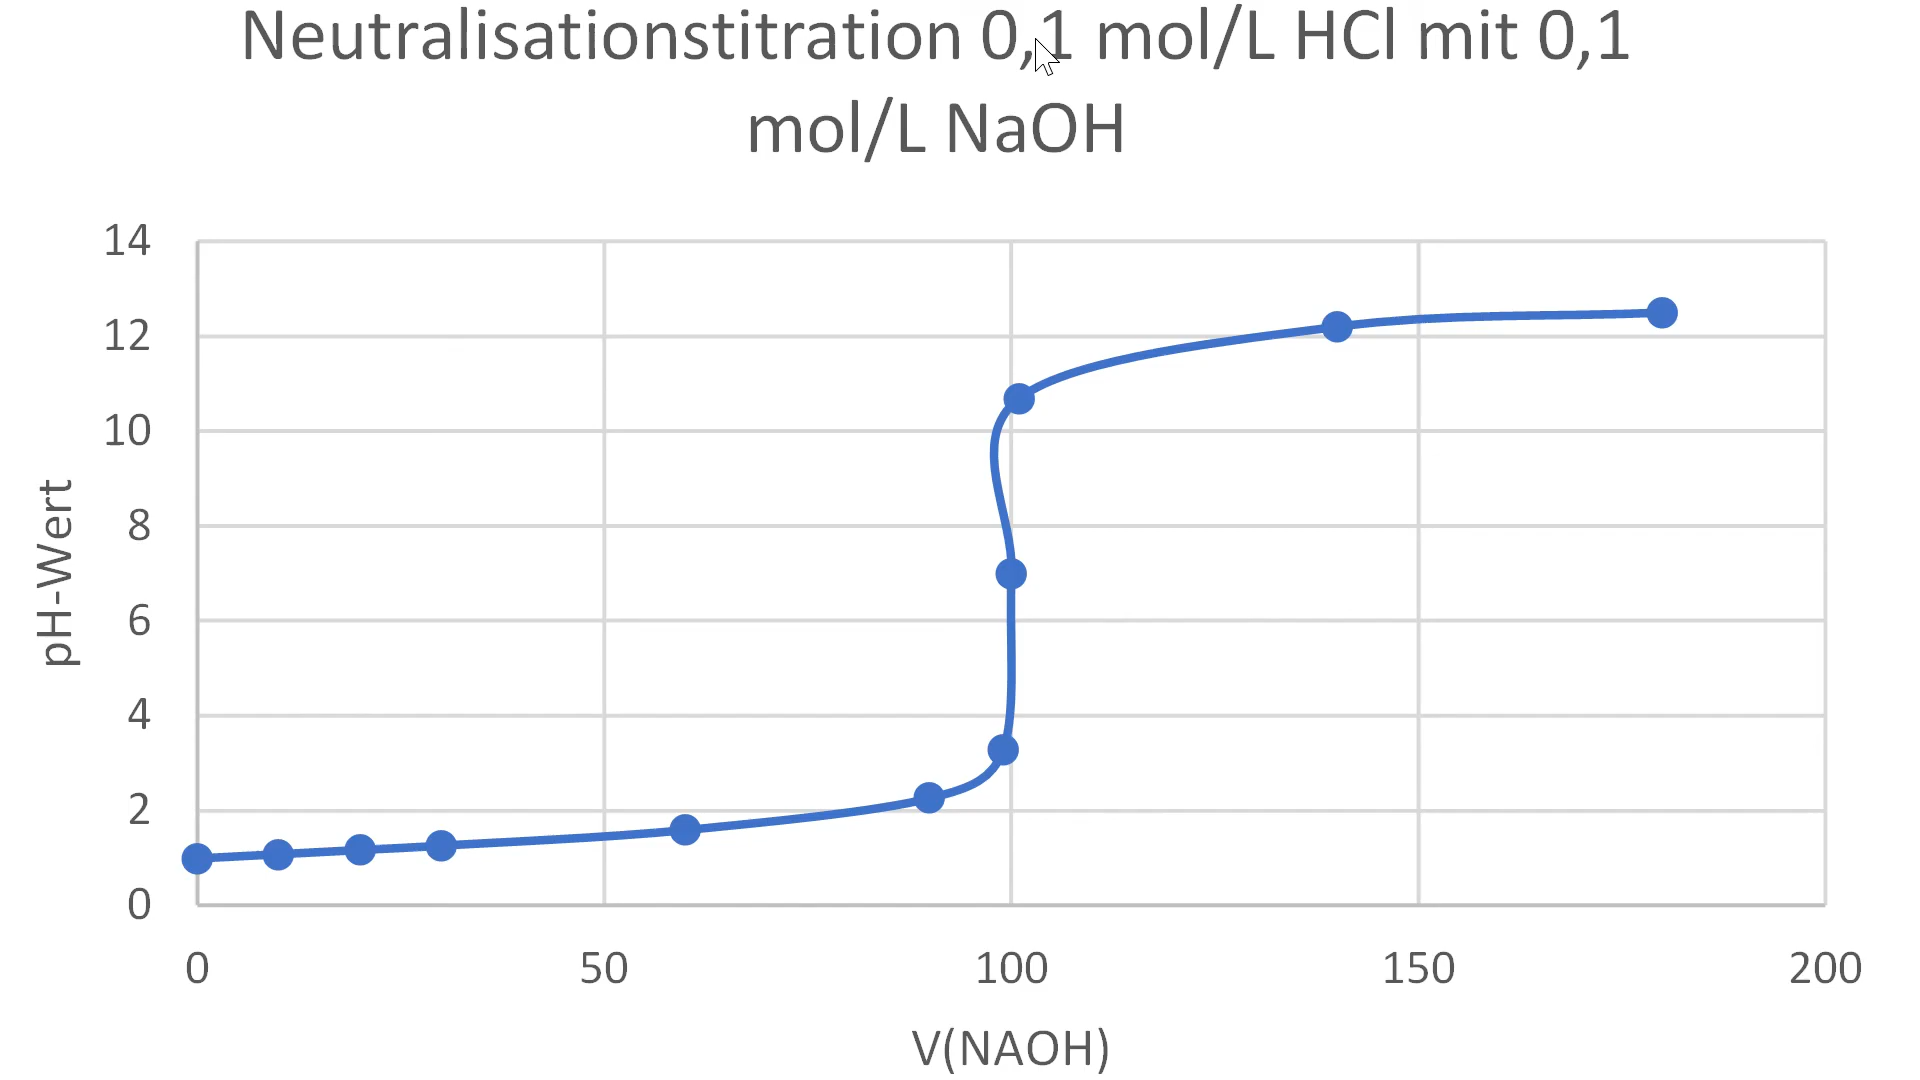 Neutralisationstitration 0,1 mol/L HCl mit 0,1
mol/L NaOH
14
12
10
8
6
4
2
0
pH-Wert
0 50 100 150 200
V(NAOH)